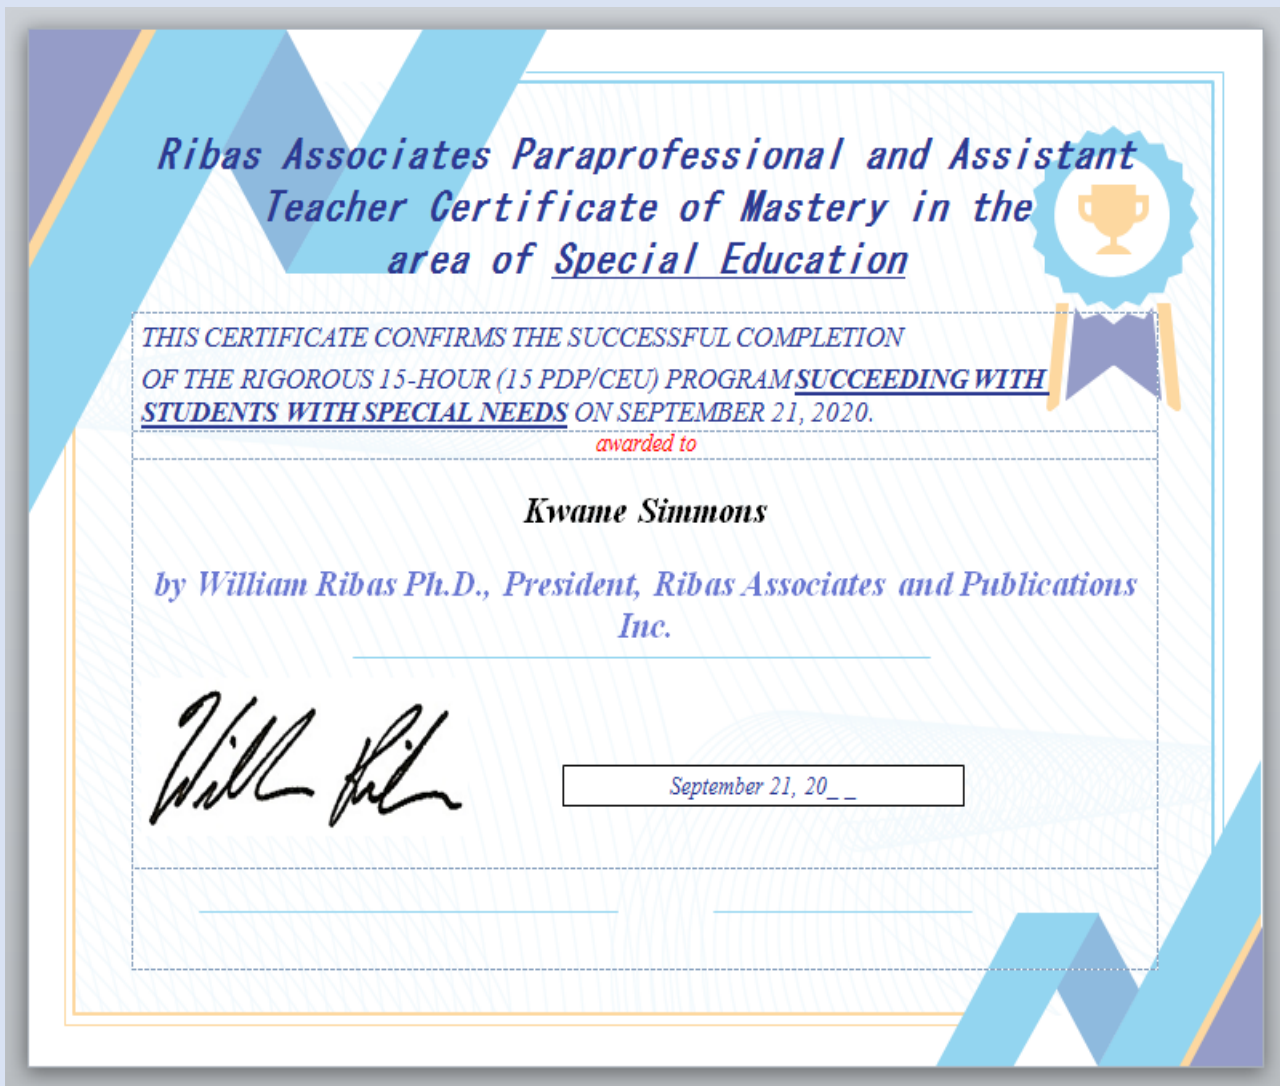 Ribas Associates Paraprofessional and Assistant
Teacher Certificate of Mastery in the
area of Special Education
THIS CERTIFICATE CONFIRMS THE SUCCESSFUL COMPLETION
OF THE RIGOROUS 15-HOUR (15 PDP/CEU) PROGRAM SUCCEEDING WITH
STUDENTS WITH SPECIAL NEEDS ON SEPTEMBER 21, 2020.
awarded to
Kwame Simmons
by William Ribas Ph.D., President, Ribas Associates and Publications
Inc.
September 21, 20_ _